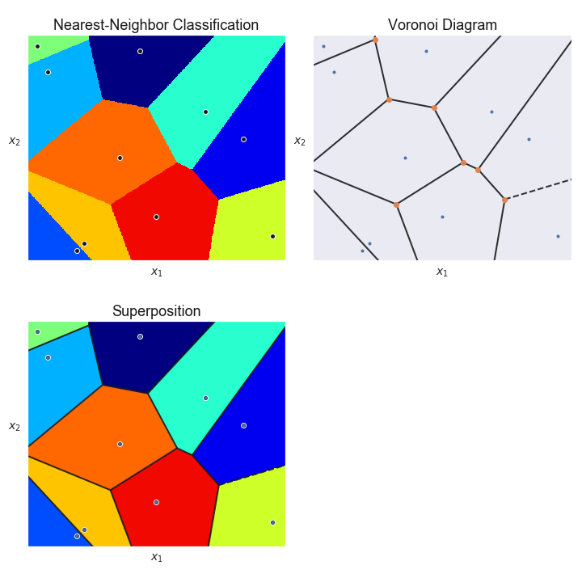 Nearest-Neighbor Classification
x₂
x₁
Voronoi Diagram
x₂
x₁
Superposition
x₂
x₁